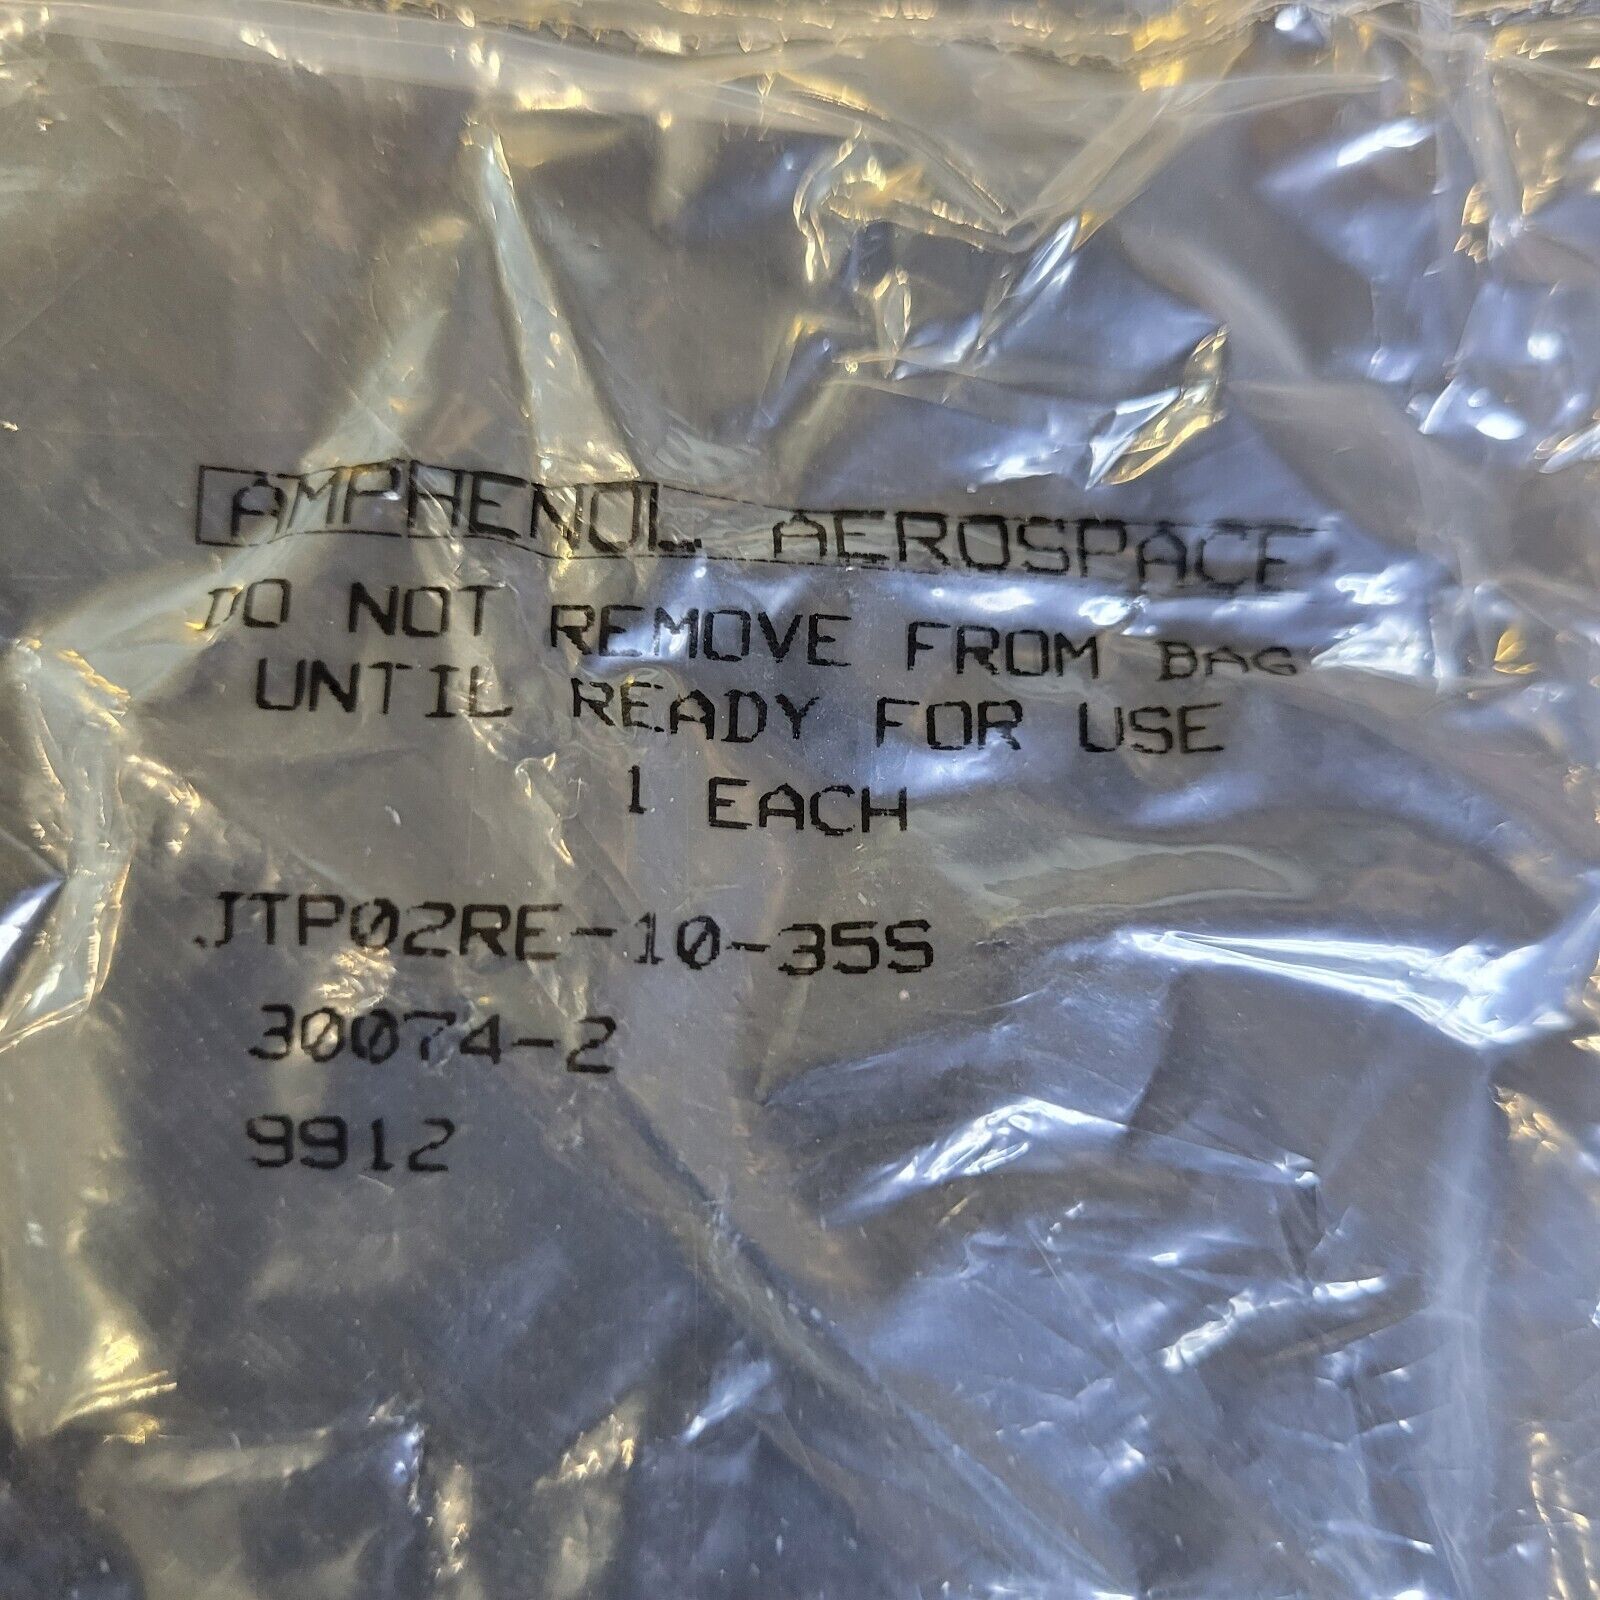 AMPHENOL AEROSPACE
DO NOT REMOVE FROM BAG
UNTIL READY FOR USE
1 EACH
JTP02RE-10-35S
30074-2
9912